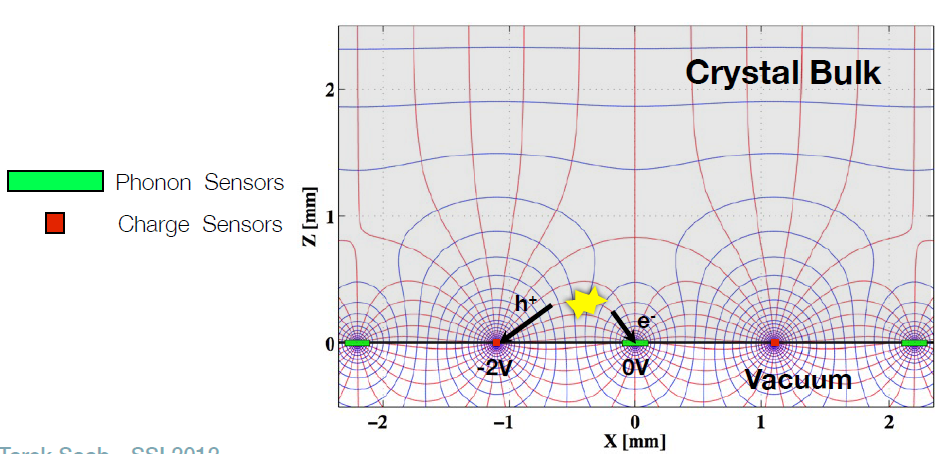 Crystal Bulk
Phonon Sensors
Charge Sensors
Z [mm]
2
1
0
h+
e-
-2V
0V
Vacuum
−2
−1
0
1
2
X [mm]